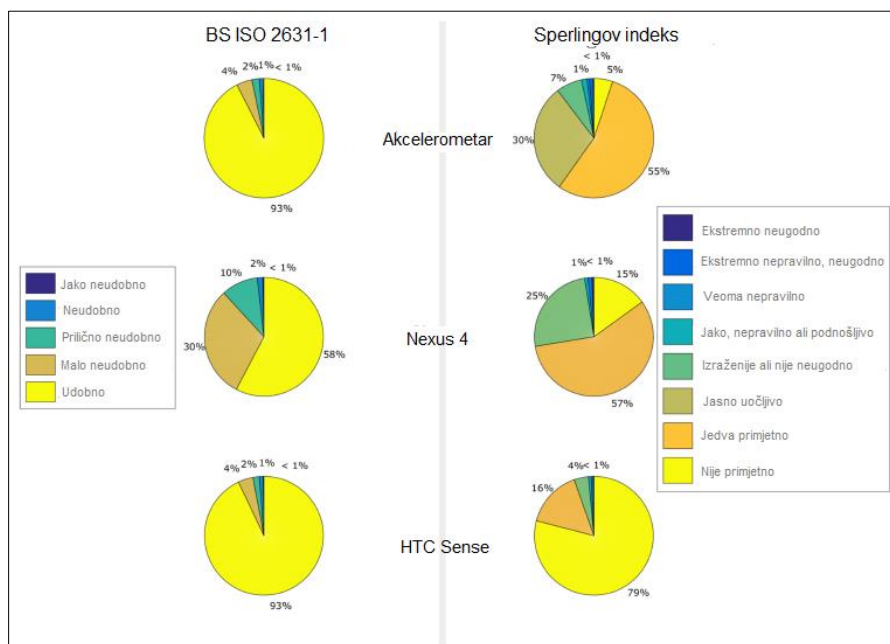 BS ISO 2631-1
Sperlingov indeks
4% 2% 1% < 1%
93%
< 1%
1% 5%
7%
30%
55%
Akcelerometar
Jako neudobno
Neudobno
Prilično neudobno
Malo neudobno
Udobno
2% < 1%
10%
30%
58%
Nexus 4
1% < 1%
15%
25%
57%
Ekstremno neugodno
Ekstremno nepravilno, neugodno
Veoma nepravilno
Jako, nepravilno ali podnošljivo
Izraženije ali nije neugodno
Jasno uočljivo
Jedva primjetno
Nije primjetno
4% 2% 1% < 1%
93%
HTC Sense
4% < 1%
16%
79%